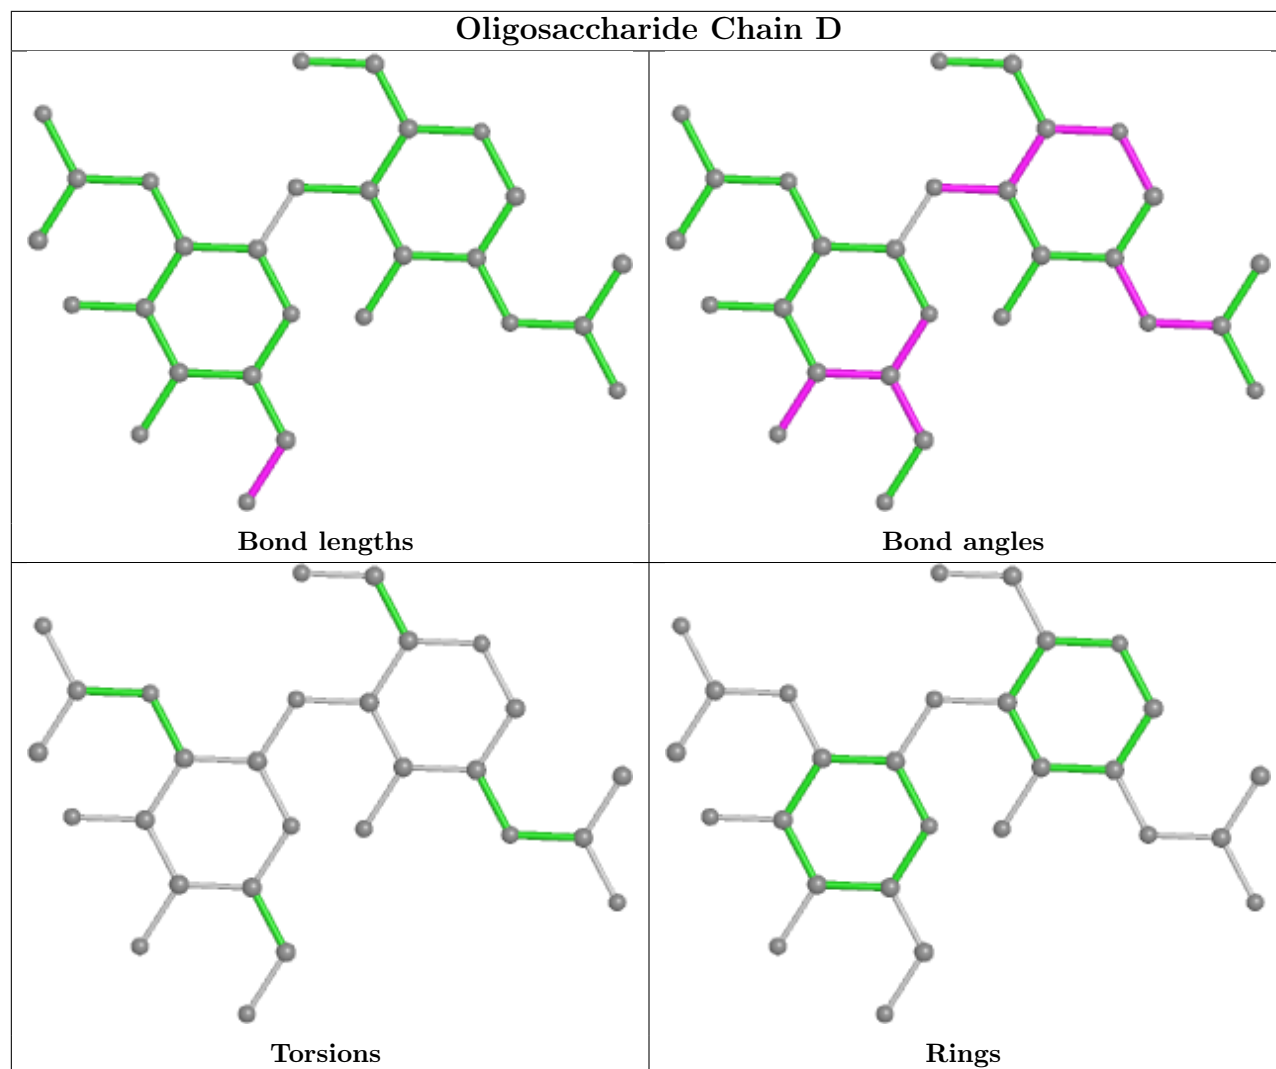 Oligosaccharide Chain D
Bond lengths
Bond angles
Torsions
Rings